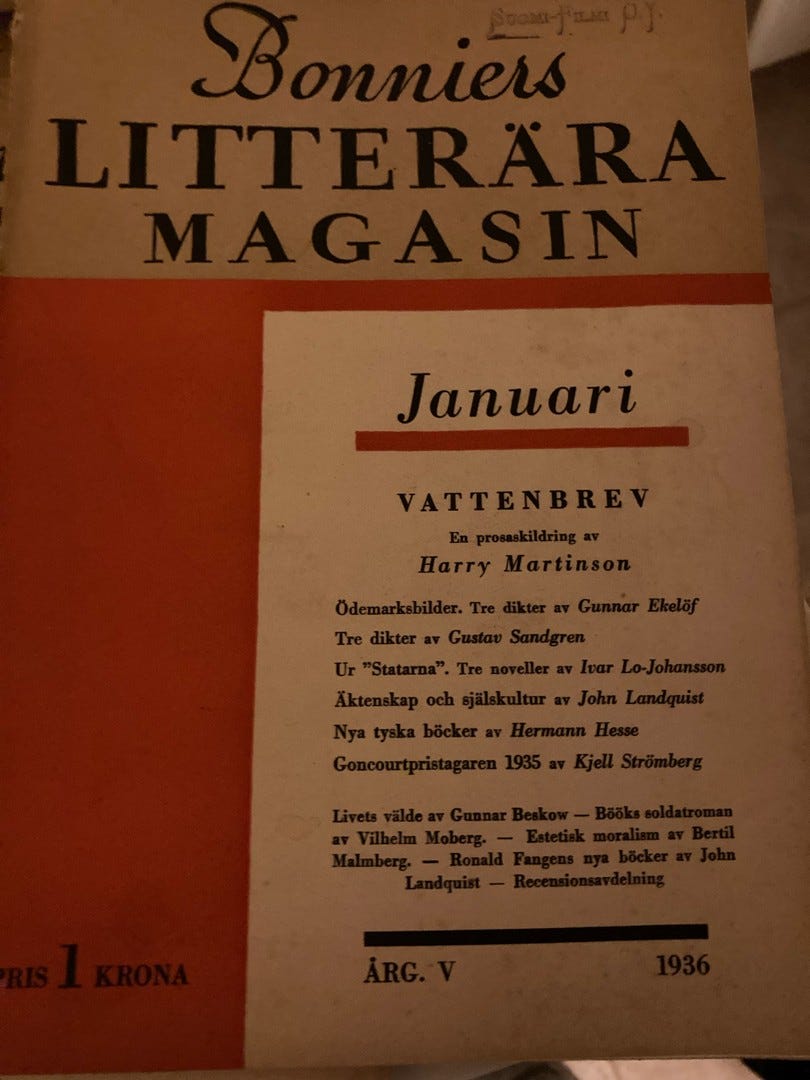 SUOMI-FILMI O.Y.
Bonniers
LITTERÄRA
MAGASIN
Januari
VATTENBREV
En prosaskildring av
Harry Martinson
Ödemarksbilder. Tre dikter av Gunnar Ekelöf
Tre dikter av Gustav Sandgren
Ur ”Statarna”. Tre noveller av Ivar Lo-Johansson
Äktenskap och själskultur av John Landquist
Nya tyska böcker av Hermann Hesse
Goncourtpristagaren 1935 av Kjell Strömberg
Livets välde av Gunnar Beskow — Bööks soldatroman
av Vilhelm Moberg. — Estetisk moralism av Bertil
Malmberg. — Ronald Fangens nya böcker av John
Landquist — Recensionsavdelning
PRIS 1 KRONA
ÅRG. V 1936